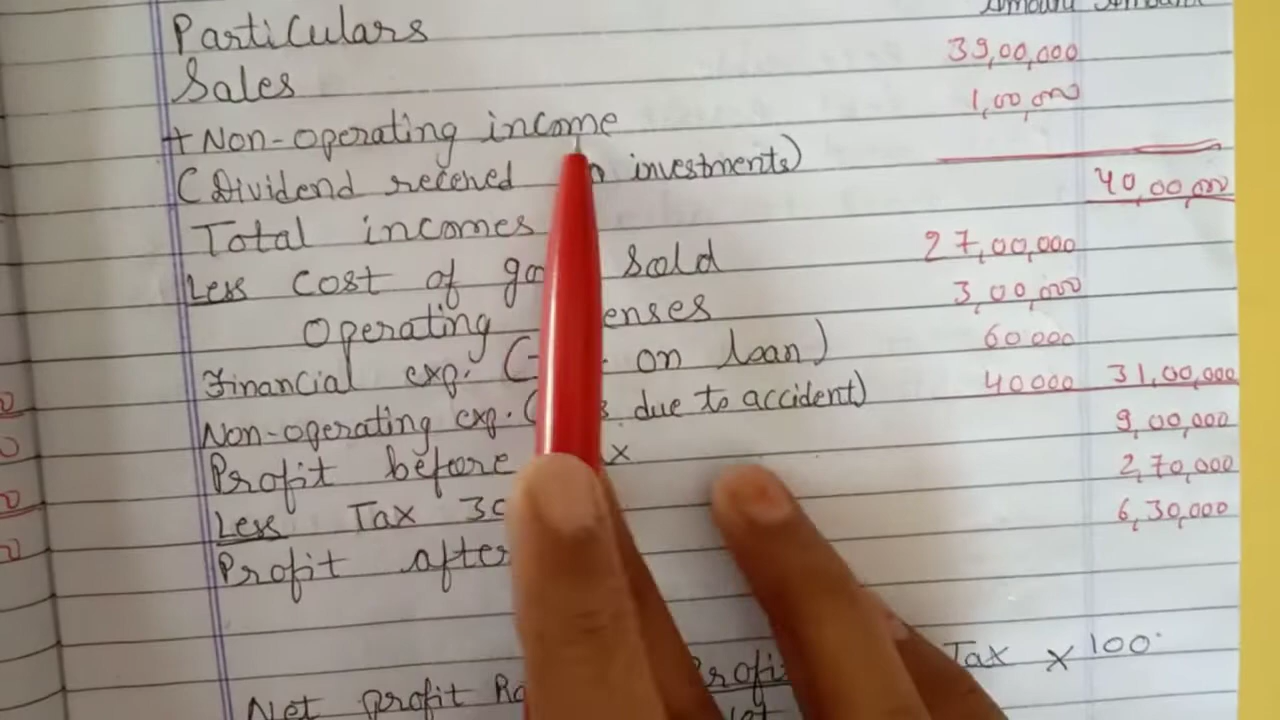 Particulars
Sales 39,00,000
+ Non-operating income 1,00,000
(Dividend receved investments)
Total incomes 40,00,000
Less Cost of sold 27,00,000
Operating 3,00,000
Financial exp. ( on loan) 60000
Non-operating exp. ( due to accident) 40000 31,00,000
Profit before 9,00,000
Less Tax 2,70,000
Profit after 6,30,000
Net profit Tax × 100